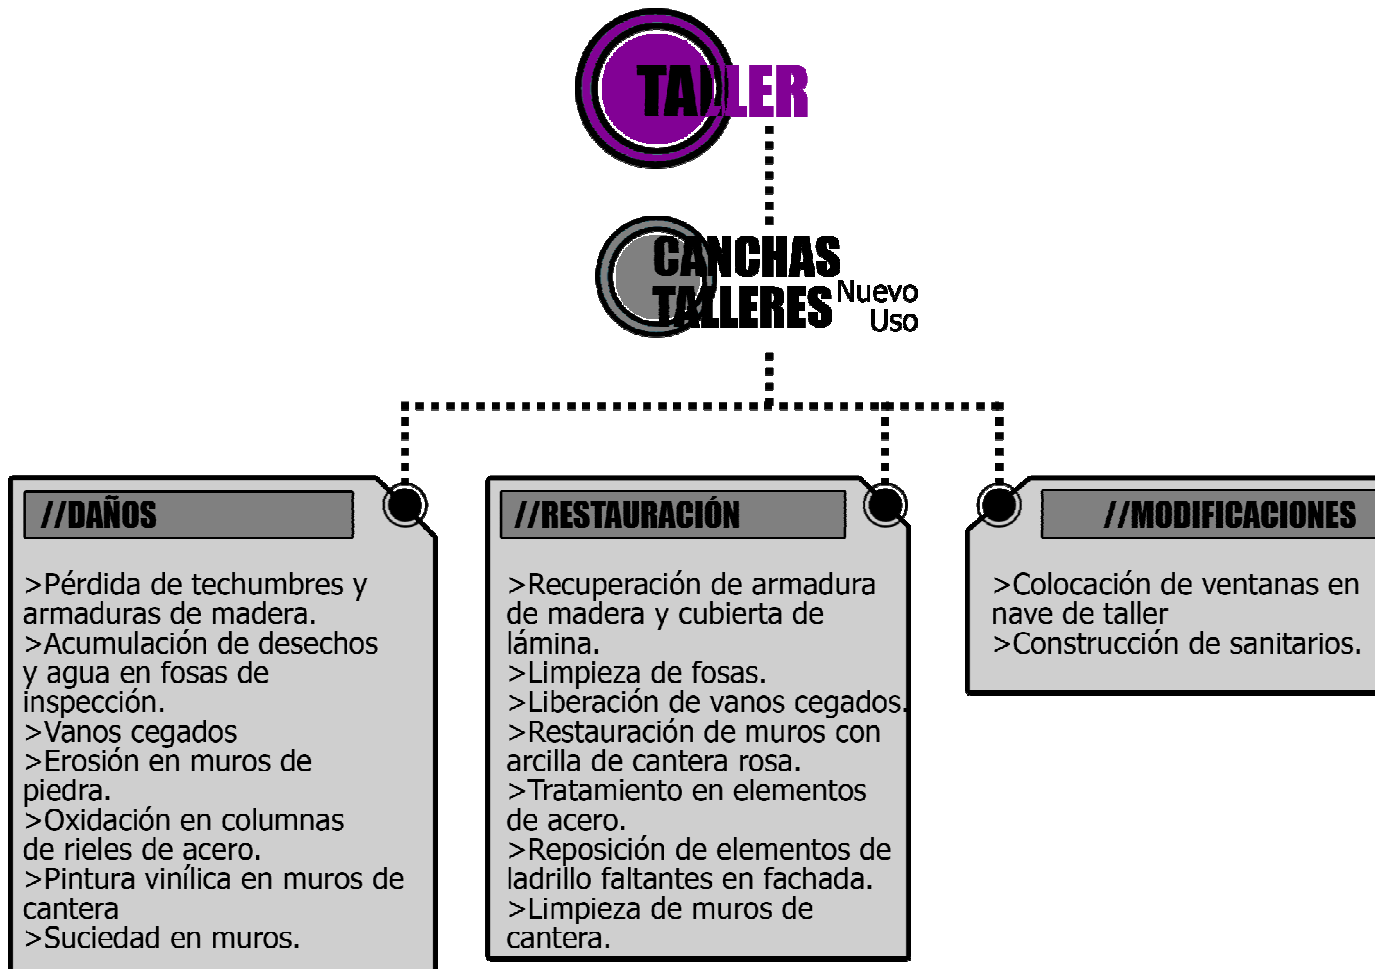 TALLER
CANCHAS
TALLERES
Nuevo
Uso
//DAÑOS
>Pérdida de techumbres y
armaduras de madera.
>Acumulación de desechos
y agua en fosas de
inspección.
>Vanos cegados
>Erosión en muros de
piedra.
>Oxidación en columnas
de rieles de acero.
>Pintura vinílica en muros de
cantera
>Suciedad en muros.
//RESTAURACIÓN
>Recuperación de armadura
de madera y cubierta de
lámina.
>Limpieza de fosas.
>Liberación de vanos cegados.
>Restauración de muros con
arcilla de cantera rosa.
>Tratamiento en elementos
de acero.
>Reposición de elementos de
ladrillo faltantes en fachada.
>Limpieza de muros de
cantera.
//MODIFICACIONES
>Colocación de ventanas en
nave de taller
>Construcción de sanitarios.